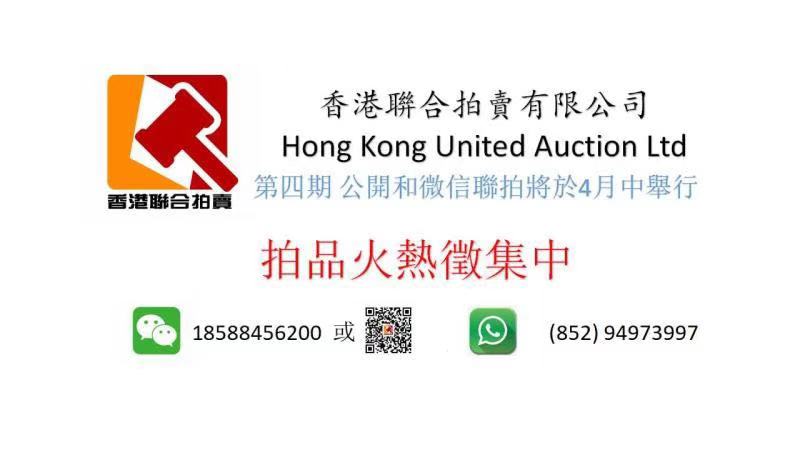 香港聯合拍賣有限公司
Hong Kong United Auction Ltd
香港聯合拍賣
第四期 公開和微信聯拍將於4月中舉行
拍品火熱徵集中
18588456200 或
(852) 94973997